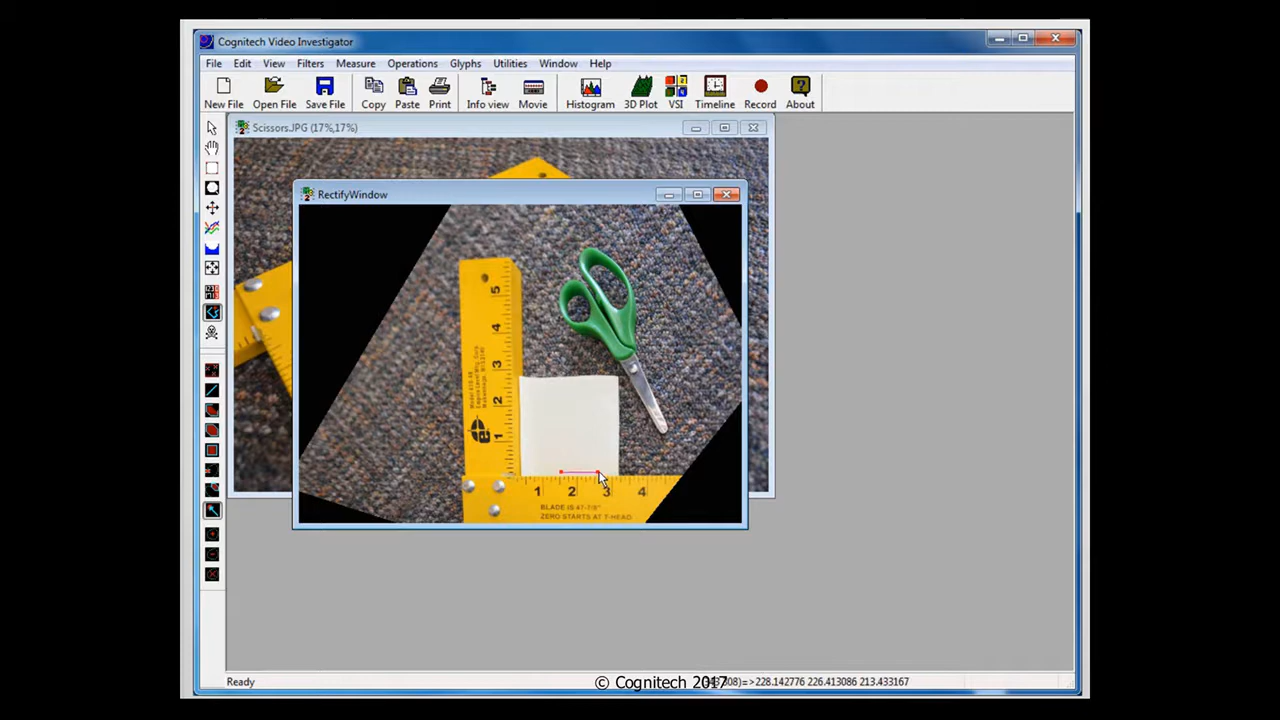 Cognitech Video Investigator
File Edit View Filters Measure Operations Glyphs Utilities Window Help
New File Open File Save File Copy Paste Print Info view Movie Histogram 3D Plot VSI Timeline Record About
Scissors.JPG (17%,17%)
RectifyWindow
5
4
3
2
1
1 2 3 4
BLADE IS 47-7/8"
ZERO STARTS AT T-HEAD
Ready
© Cognitech 2017
=>228.142776 226.413086 213.433167